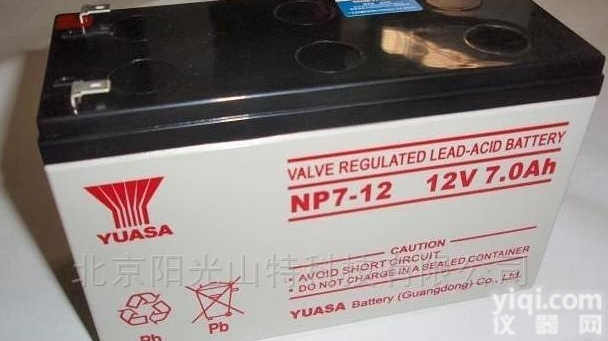 VALVE REGULATED LEAD-ACID BATTERY
NP7-12 12V 7.0Ah
YUASA
CAUTION
• AVOID SHORT CIRCUIT
• DO NOT CHARGE IN A SEALED CONTAINER
YUASA Battery (Guangdong) Co., Ltd.
Pb Pb
北京阳光山特科技有限公司
yiqi.com
仪器网